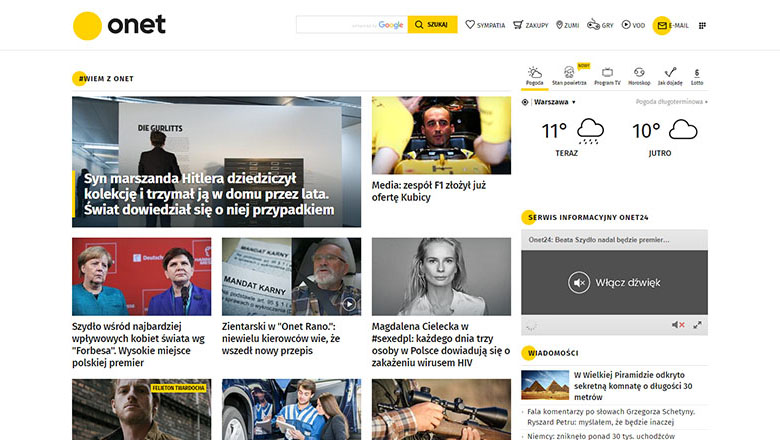 onet
powered by Google
SZUKAJ
SYMPATIA
ZAKUPY
ZUMI
GRY
VOD
E-MAIL
#WIEM Z ONET
DIE GURLITTS
Syn marszanda Hitlera dziedziczył
kolekcję i trzymał ją w domu przez lata.
Świat dowiedział się o niej przypadkiem
Media: zespół F1 złożył już
ofertę Kubicy
NOWY
Pogoda
Stan powietrza
Program TV
Horoskop
Jak dojadę
6
Lotto
Warszawa
Pogoda długoterminowa »
11°
10°
TERAZ
JUTRO
SERWIS INFORMACYJNY ONET24
Onet24: Beata Szydło nadal będzie premier...
Włącz dźwięk
Deutsche
MANDAT KARNY
MANDAT KARNY
Szydło wśród najbardziej
wpływowych kobiet świata wg
"Forbesa". Wysokie miejsce
polskiej premier
Zientarski w "Onet Rano.":
niewielu kierowców wie, że
wszedł nowy przepis
Magdalena Cielecka w
#sexedpl: każdego dnia trzy
osoby w Polsce dowiadują się o
zakażeniu wirusem HIV
WIADOMOŚCI
W Wielkiej Piramidzie odkryto
sekretną komnatę o długości 30
metrów
Fala komentarzy po słowach Grzegorza Schetyny.
Ryszard Petru: myślałem, że będzie inaczej
Niemcy: zniknęło ponad 30 tys. uchodźców
FELIETON TWARDOCHA